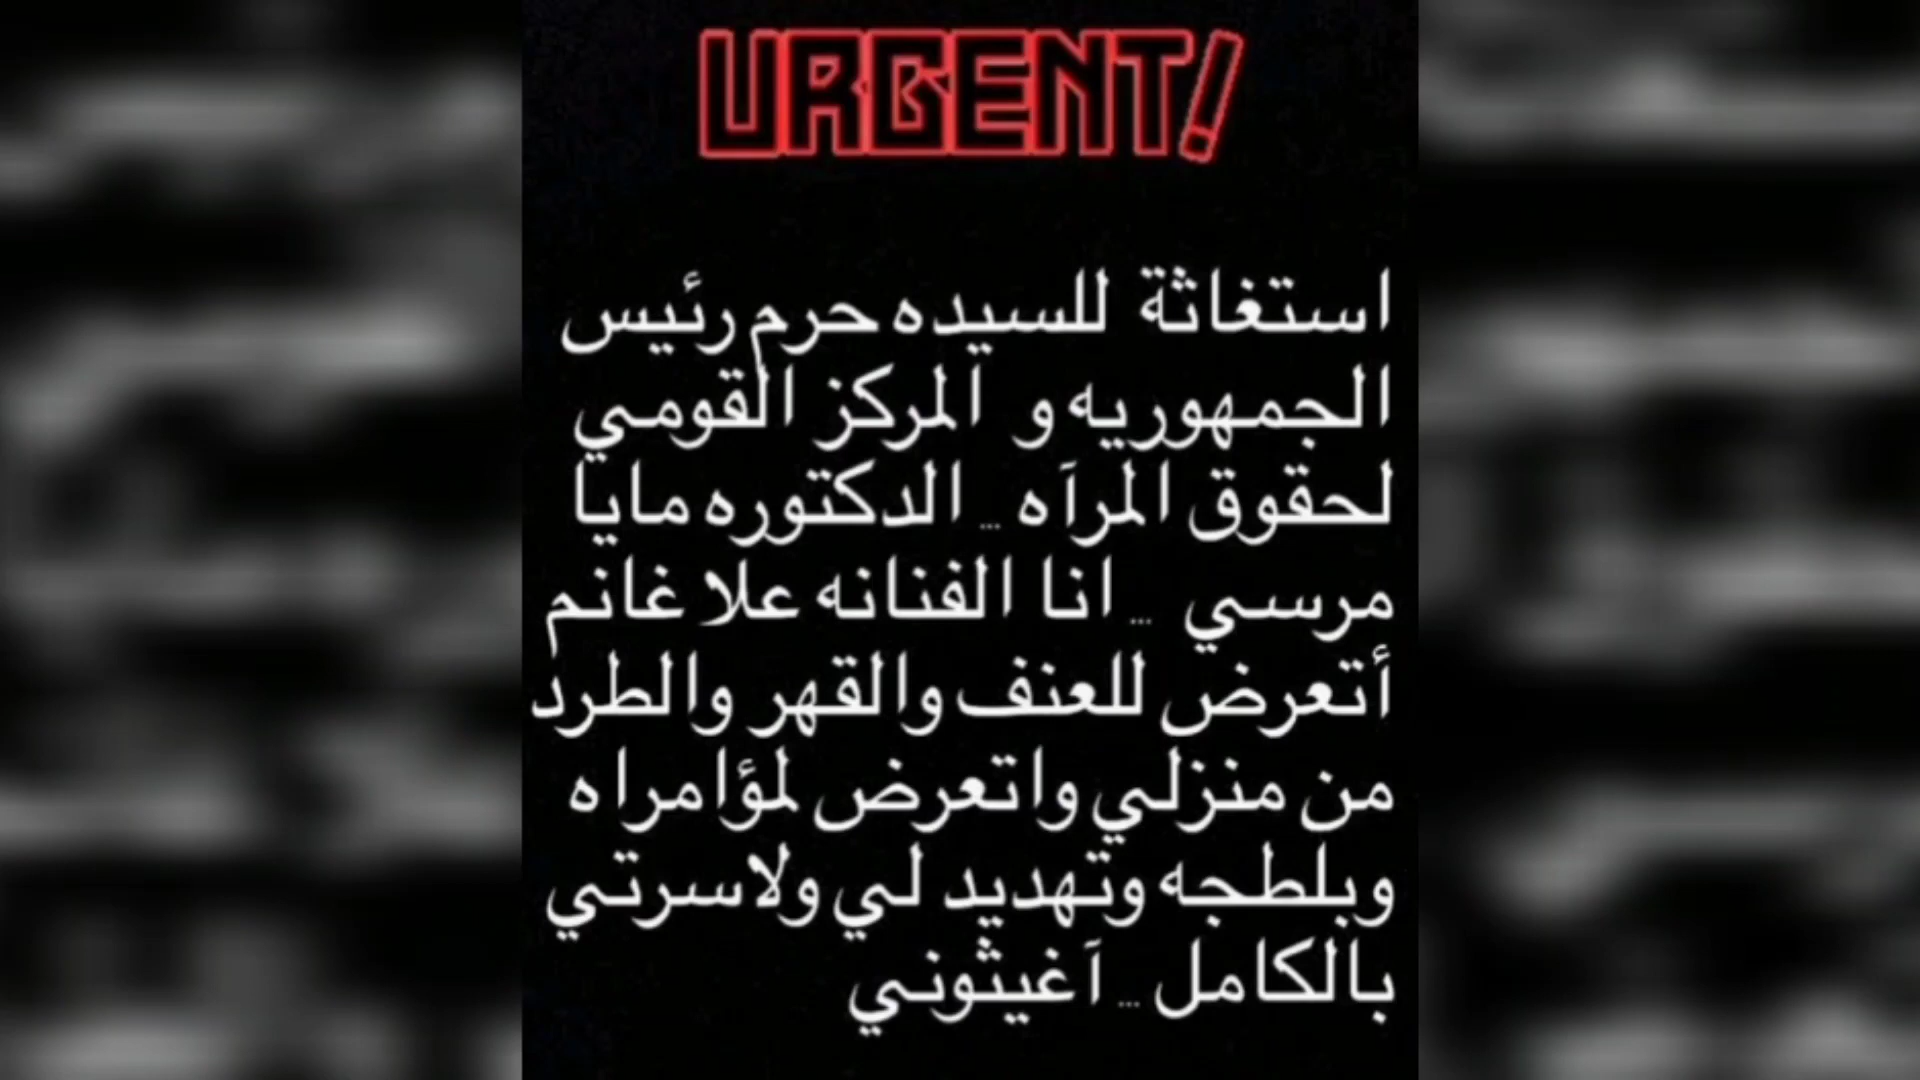 URGENT!
استغاثة للسيده حرم رئيس
الجمهوريه و المركز القومي
لحقوق المرآه ... الدكتوره مايا
مرسي ... انا الفنانه علا غانم
أتعرض للعنف والقهر والطرد
من منزلي واتعرض لمؤامراه
وبلطجه وتهديد لي ولاسرتي
بالكامل ... آغيثوني